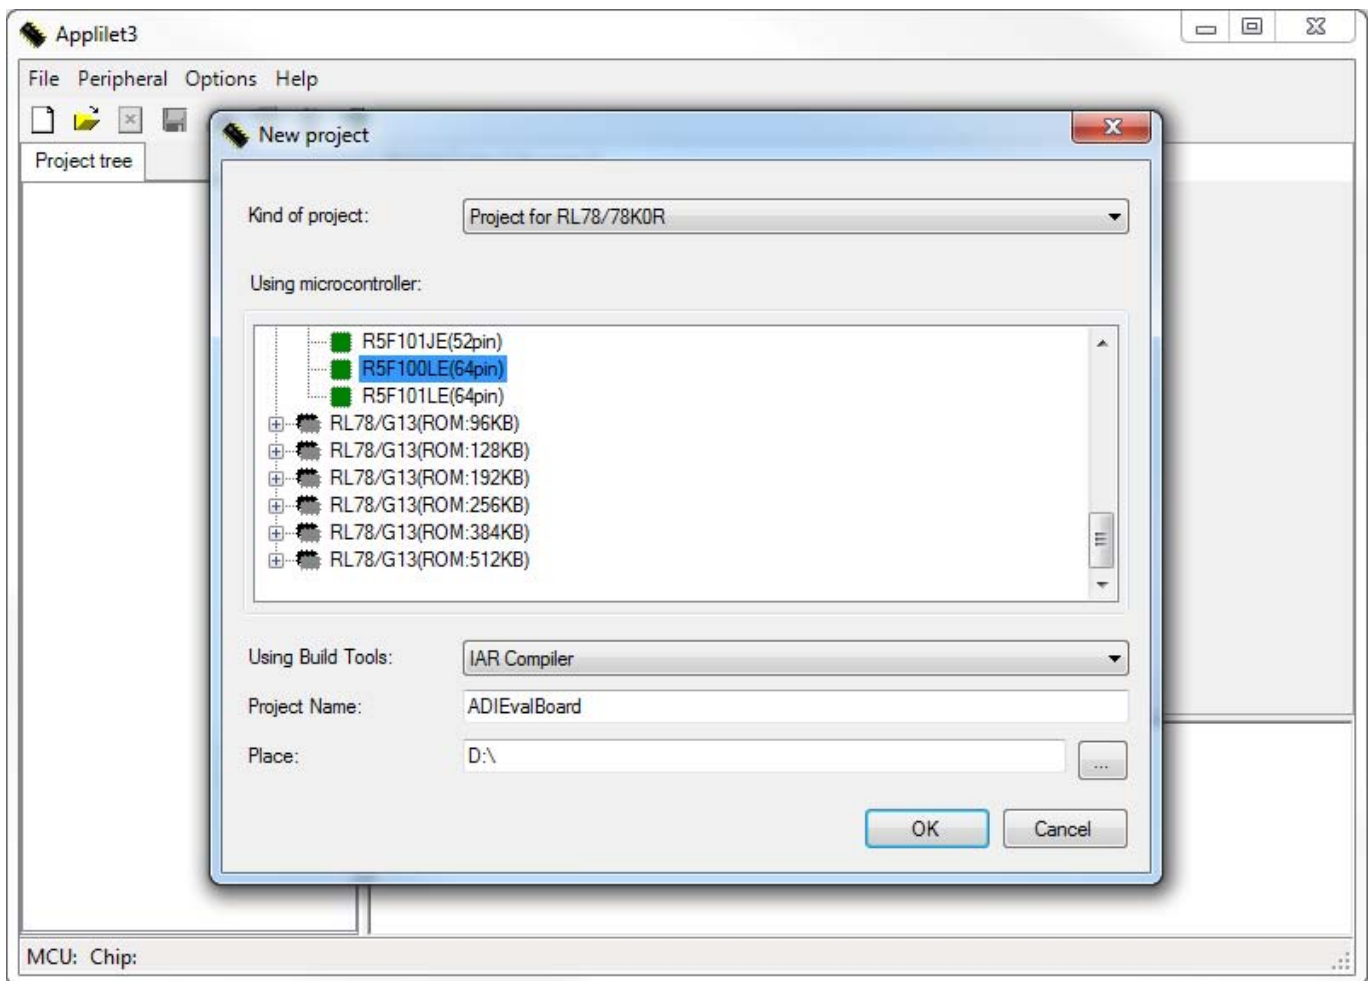 Applilet3
File Peripheral Options Help
New project
Project tree
Kind of project:
Project for RL78/78K0R
Using microcontroller:
R5F101JE(52pin)
R5F100LE(64pin)
R5F101LE(64pin)
RL78/G13(ROM:96KB)
RL78/G13(ROM:128KB)
RL78/G13(ROM:192KB)
RL78/G13(ROM:256KB)
RL78/G13(ROM:384KB)
RL78/G13(ROM:512KB)
Using Build Tools:
IAR Compiler
Project Name:
ADIEvalBoard
Place:
D:\
...
OK
Cancel
MCU: Chip: